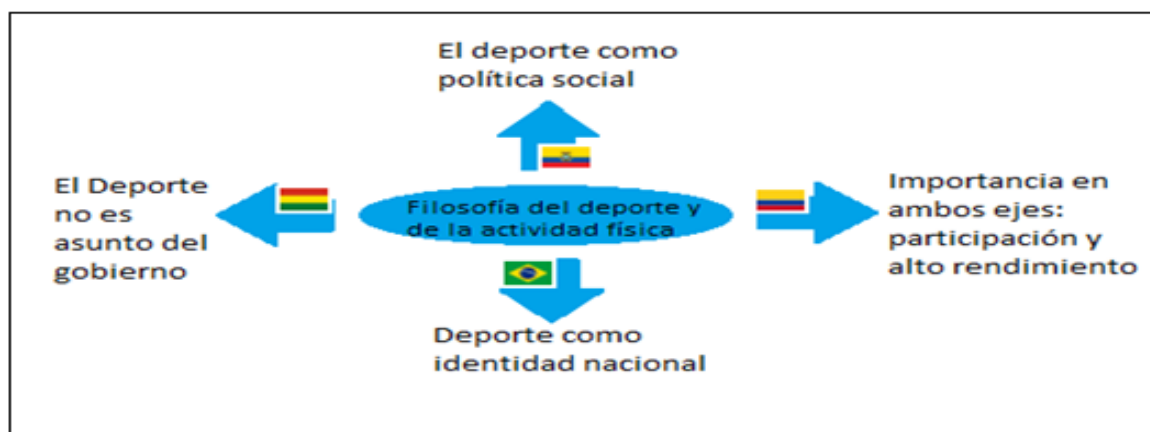 El deporte como
política social
El Deporte
no es
asunto del
gobierno
Filosofía del deporte y
de la actividad física
Importancia en
ambos ejes:
participación y
alto rendimiento
Deporte como
identidad nacional